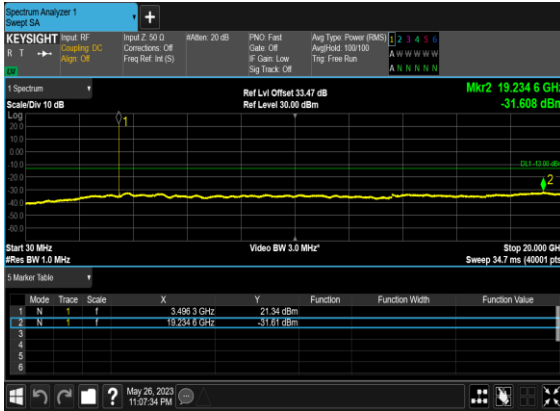 Spectrum Analyzer 1
Swept SA
+
KEYSIGHT Input: RF Input Z: 50 Ω #Atten: 20 dB PNO: Fast Avg Type: Power (RMS) 1 2 3 4 5 6
R T Coupling: DC Corrections: Off Gate: Off Avg|Hold: 100/100 A W W W W W
Align: Off Freq Ref: Int (S) IF Gain: Low Trig: Free Run
Sig Track: Off A N N N N N
1 Spectrum
Scale/Div 10 dB
Ref Lvl Offset 33.47 dB
Ref Level 30.00 dBm
Mkr2 19.234 6 GHz
-31.608 dBm
Log
20.0
10.0
0.00
-10.0
-20.0
-30.0
-40.0
-50.0
-60.0
1
DL1 -13.00 dBm
2
Start 30 MHz Video BW 3.0 MHz* Stop 20.000 GHz
#Res BW 1.0 MHz Sweep 34.7 ms (40001 pts)
5 Marker Table
Mode Trace Scale X Y Function Function Width Function Value
1 N 1 f 3.496 3 GHz 21.34 dBm
2 N 1 f 19.234 6 GHz -31.61 dBm
3
4
5
6
? May 26, 2023
11:07:34 PM